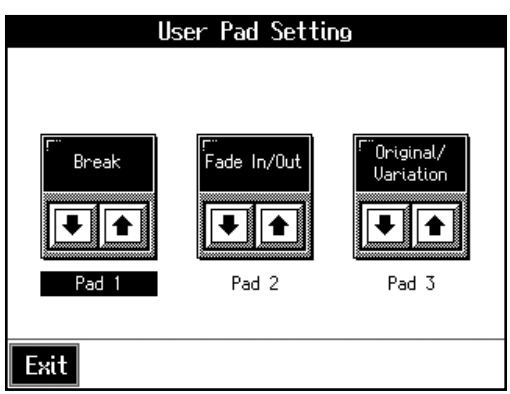 User Pad Setting
Break
Fade In/Out
Original/
Variation
Pad 1
Pad 2
Pad 3
Exit